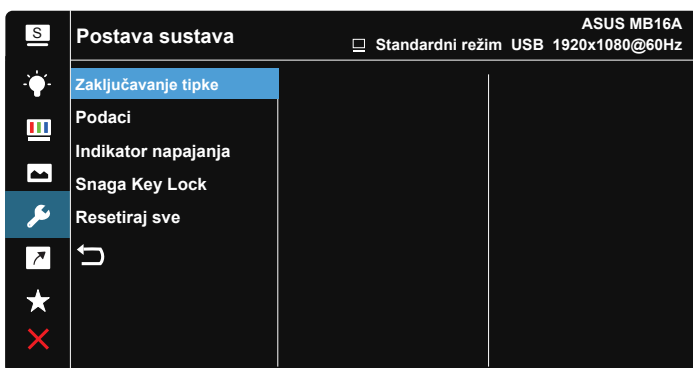 S
Postava sustava
ASUS MB16A
Standardni režim USB 1920x1080@60Hz
Zaključavanje tipke
Podaci
Indikator napajanja
Snaga Key Lock
Resetiraj sve